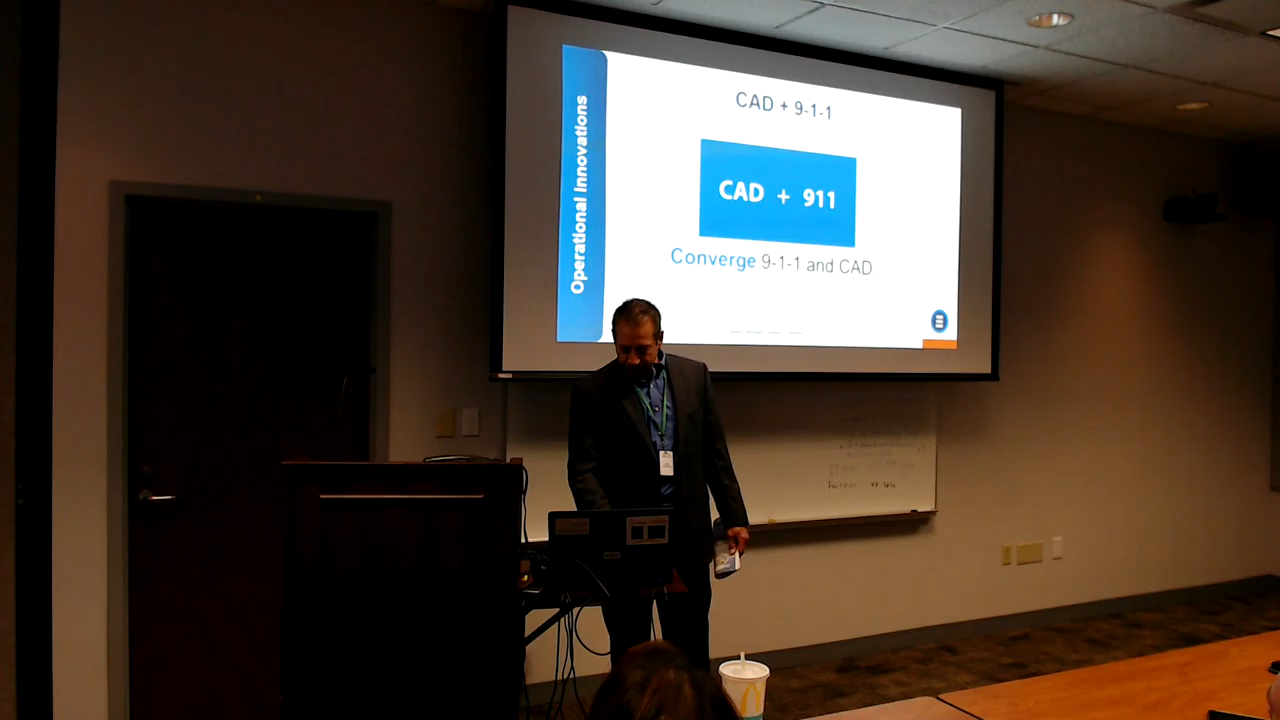 Operational Innovations
CAD + 9-1-1
CAD + 911
Converge 9-1-1 and CAD